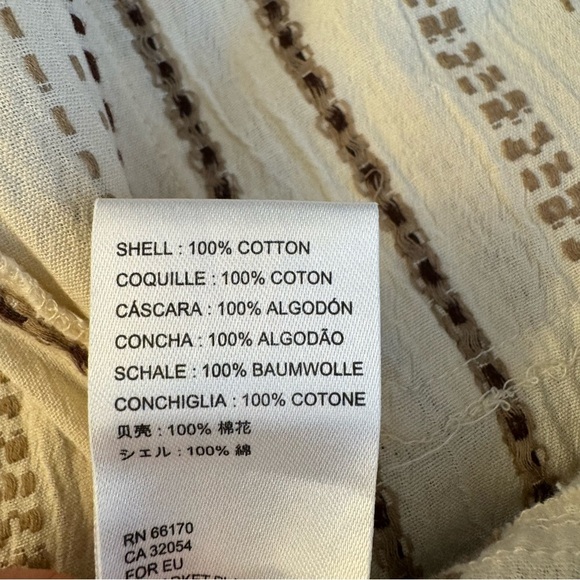 SHELL : 100% COTTON
COQUILLE : 100% COTON
CÁSCARA : 100% ALGODÓN
CONCHA : 100% ALGODÃO
SCHALE : 100% BAUMWOLLE
CONCHIGLIA : 100% COTONE
贝壳 : 100% 棉花
シェル : 100% 綿
RN 66170
CA 32054
FOR EU